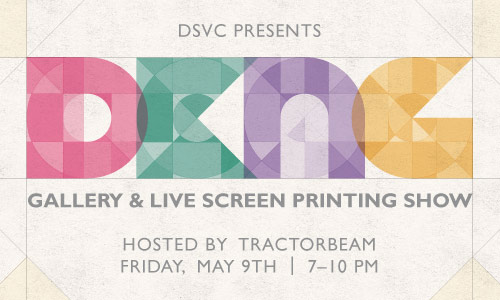 DSVC PRESENTS
DKNG
GALLERY & LIVE SCREEN PRINTING SHOW
HOSTED BY TRACTORBEAM
FRIDAY, MAY 9TH | 7–10 PM